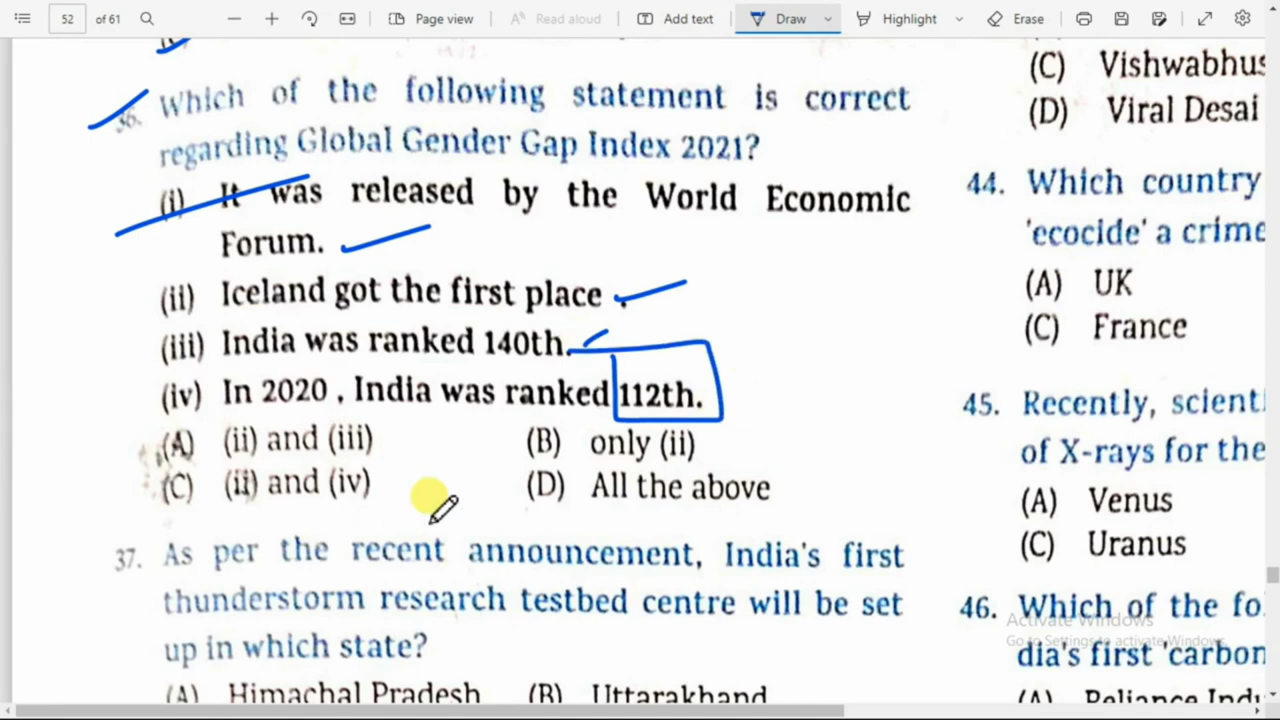 52 of 61 Page view Read aloud Add text Draw Highlight Erase
36. Which of the following statement is correct
regarding Global Gender Gap Index 2021?
(i) It was released by the World Economic
Forum.
(ii) Iceland got the first place .
(iii) India was ranked 140th.
(iv) In 2020 , India was ranked 112th.
(A) (ii) and (iii) (B) only (ii)
(C) (ii) and (iv) (D) All the above
37. As per the recent announcement, India's first
thunderstorm research testbed centre will be set
up in which state?
(A) Himachal Pradesh (B) Uttarakhand
(C) Vishwabhus
(D) Viral Desai
44. Which country
'ecocide' a crime
(A) UK
(C) France
45. Recently, scient
of X-rays for the
(A) Venus
(C) Uranus
46. Which of the fo
dia's first 'carbon
(A) Reliance Ind
Activate Windows
Go to Settings to activate Windows.